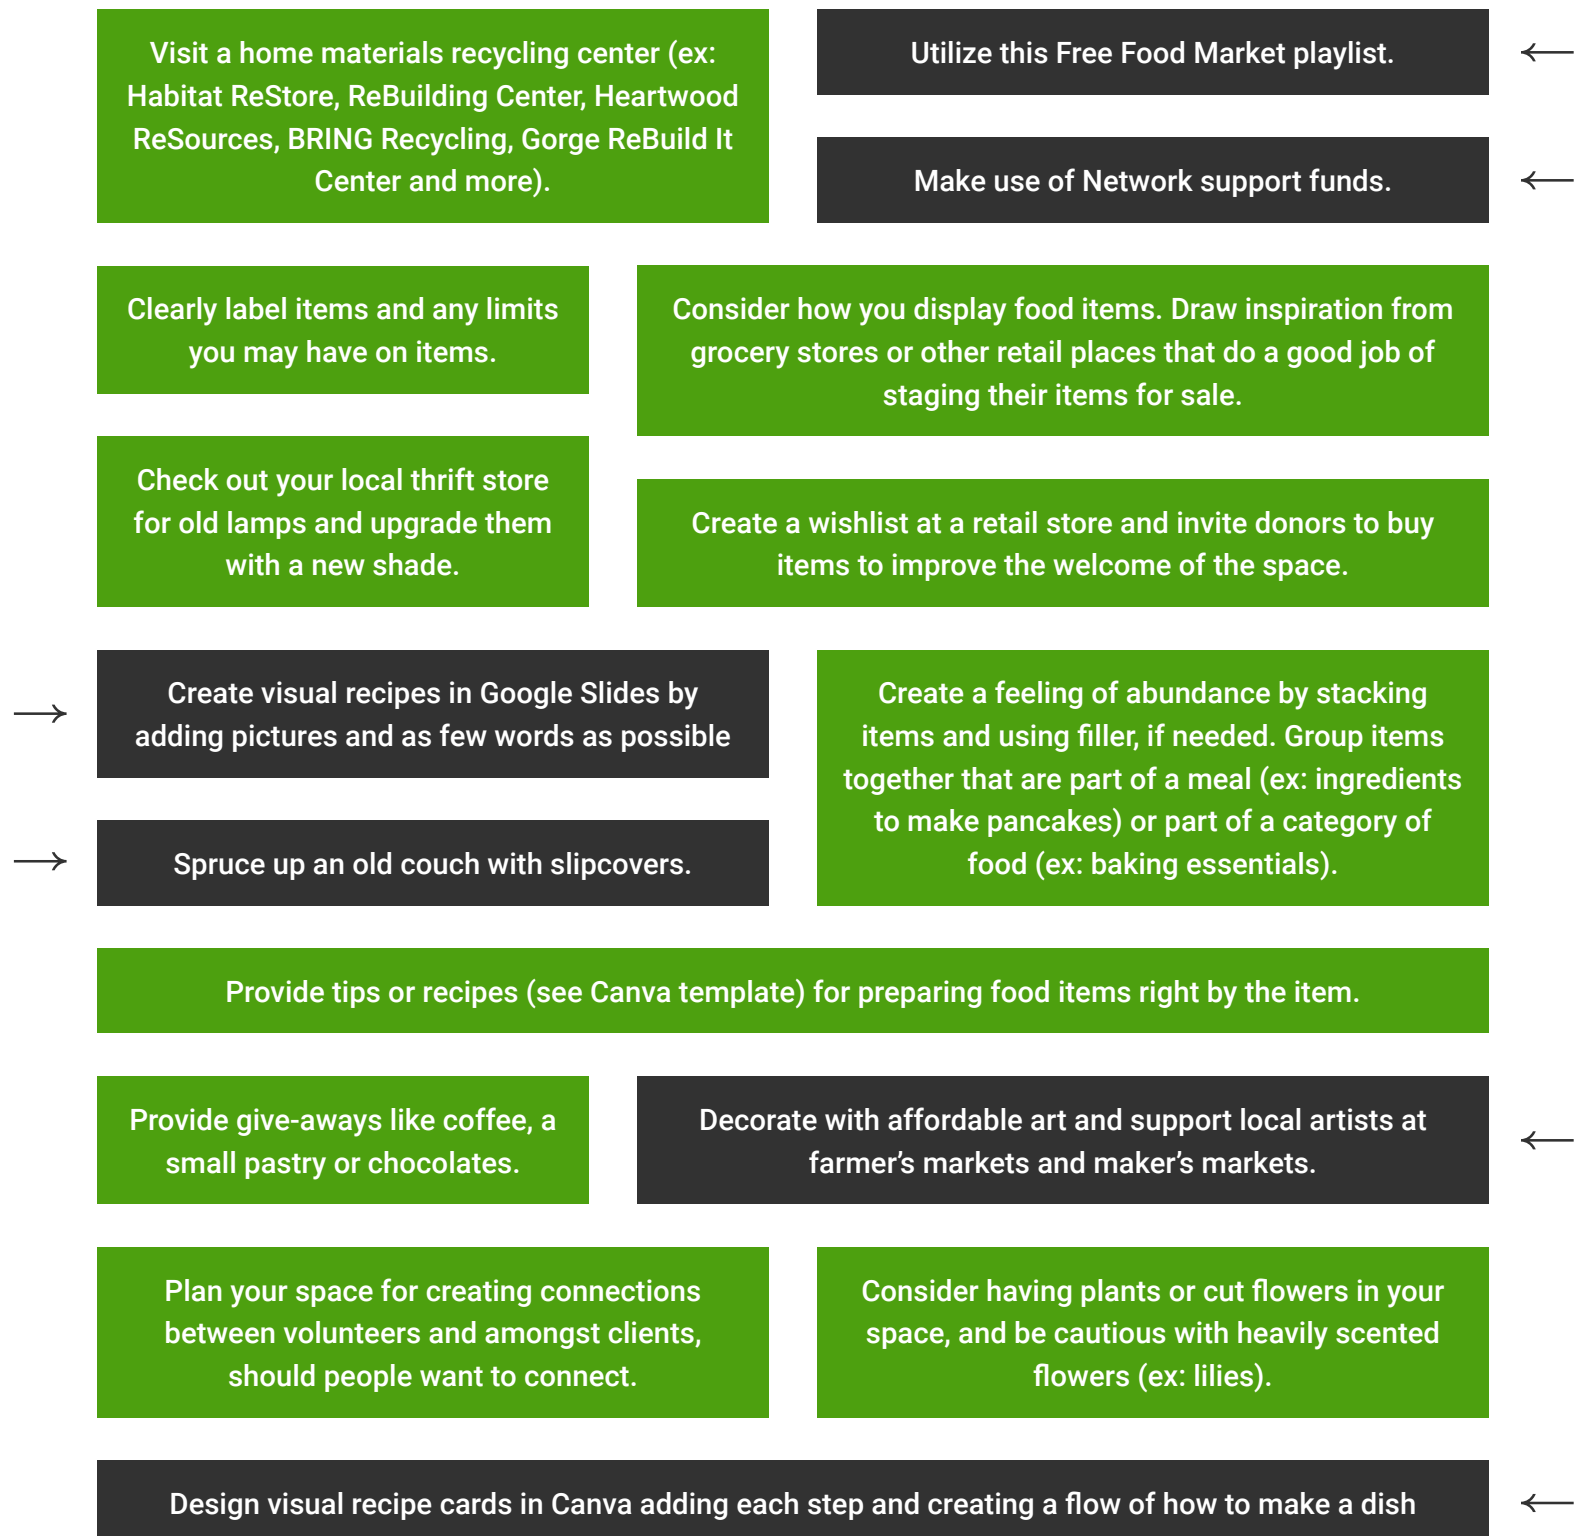 Visit a home materials recycling center (ex:
Habitat ReStore, ReBuilding Center, Heartwood
ReSources, BRING Recycling, Gorge ReBuild It
Center and more).
Utilize this Free Food Market playlist.
Make use of Network support funds.
Clearly label items and any limits
you may have on items.
Consider how you display food items. Draw inspiration from
grocery stores or other retail places that do a good job of
staging their items for sale.
Check out your local thrift store
for old lamps and upgrade them
with a new shade.
Create a wishlist at a retail store and invite donors to buy
items to improve the welcome of the space.
Create visual recipes in Google Slides by
adding pictures and as few words as possible
Spruce up an old couch with slipcovers.
Create a feeling of abundance by stacking
items and using filler, if needed. Group items
together that are part of a meal (ex: ingredients
to make pancakes) or part of a category of
food (ex: baking essentials).
Provide tips or recipes (see Canva template) for preparing food items right by the item.
Provide give-aways like coffee, a
small pastry or chocolates.
Decorate with affordable art and support local artists at
farmer’s markets and maker’s markets.
Plan your space for creating connections
between volunteers and amongst clients,
should people want to connect.
Consider having plants or cut flowers in your
space, and be cautious with heavily scented
flowers (ex: lilies).
Design visual recipe cards in Canva adding each step and creating a flow of how to make a dish